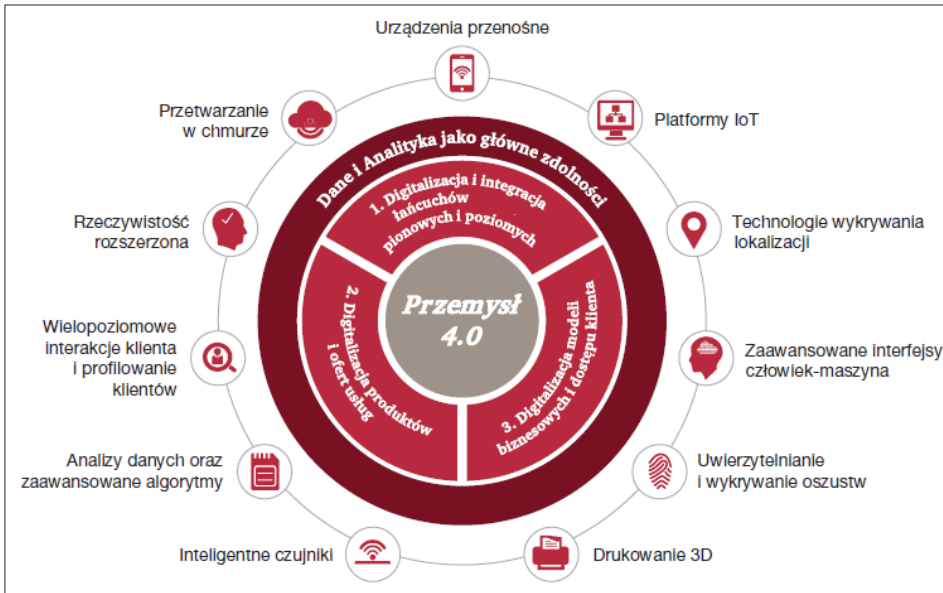 Urządzenia przenośne
Przetwarzanie
w chmurze
Platformy IoT
Dane i Analityka jako główne zdolności
1. Digitalizacja i integracja
łańcuchów
pionowych i poziomych
Rzeczywistość
rozszerzona
Technologie wykrywania
lokalizacji
Przemysł
4.0
2. Digitalizacja produktów
i ofert usług
3. Digitalizacja modeli
biznesowych i dostępu klienta
Wielopoziomowe
interakcje klienta
i profilowanie
klientów
Zaawansowane interfejsy
człowiek-maszyna
Analizy danych oraz
zaawansowane algorytmy
Uwierzytelnianie
i wykrywanie oszustw
Inteligentne czujniki
Drukowanie 3D